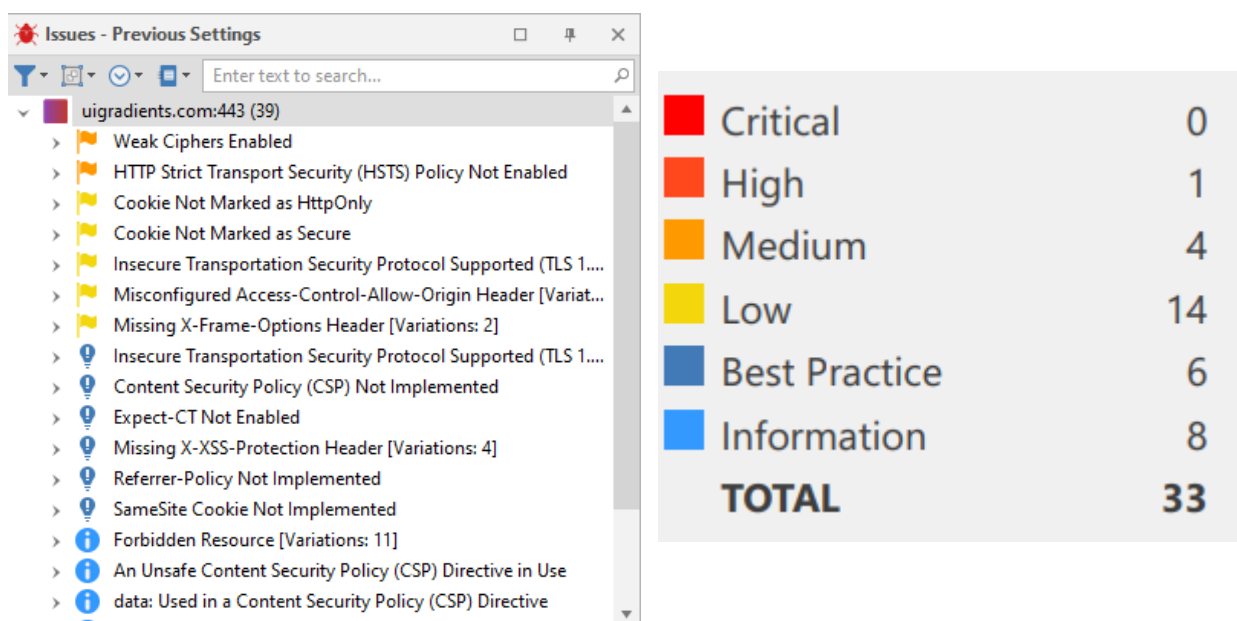 Issues - Previous Settings
Enter text to search...
uigradients.com:443 (39)
Weak Ciphers Enabled
HTTP Strict Transport Security (HSTS) Policy Not Enabled
Cookie Not Marked as HttpOnly
Cookie Not Marked as Secure
Insecure Transportation Security Protocol Supported (TLS 1....
Misconfigured Access-Control-Allow-Origin Header [Variat...
Missing X-Frame-Options Header [Variations: 2]
Insecure Transportation Security Protocol Supported (TLS 1....
Content Security Policy (CSP) Not Implemented
Expect-CT Not Enabled
Missing X-XSS-Protection Header [Variations: 4]
Referrer-Policy Not Implemented
SameSite Cookie Not Implemented
Forbidden Resource [Variations: 11]
An Unsafe Content Security Policy (CSP) Directive in Use
data: Used in a Content Security Policy (CSP) Directive
Critical 0
High 1
Medium 4
Low 14
Best Practice 6
Information 8
TOTAL 33